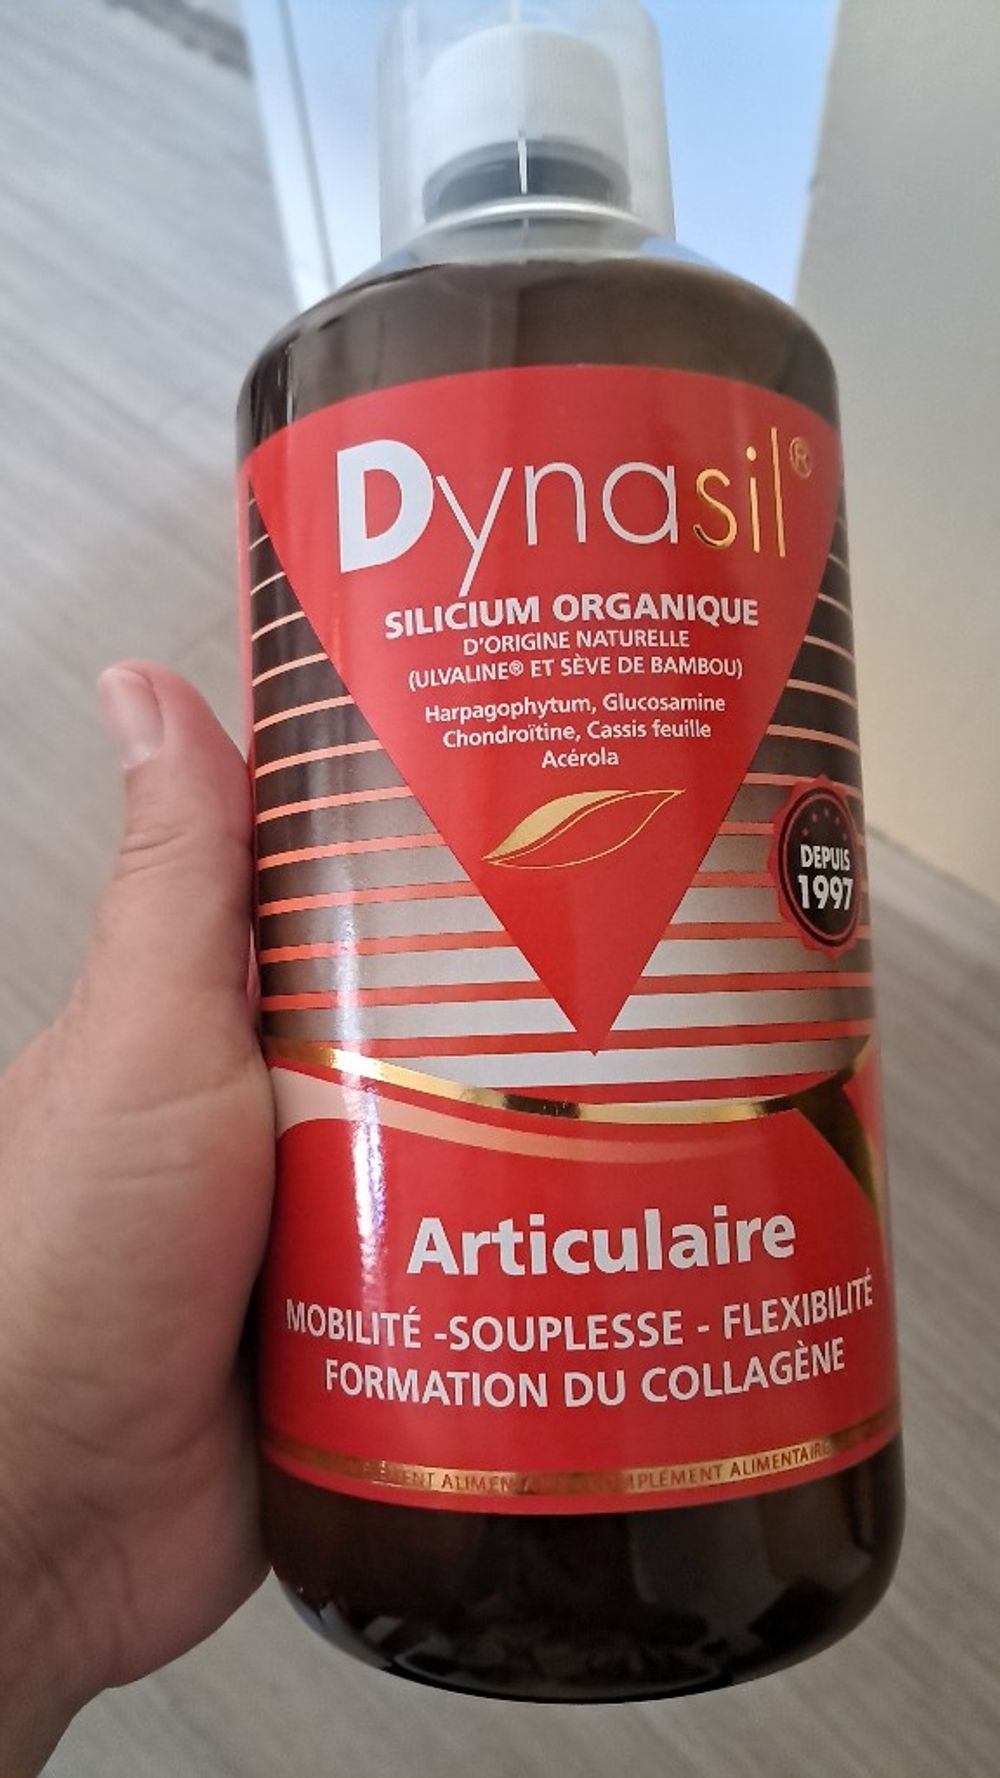 Dynasil®
SILICIUM ORGANIQUE
D'ORIGINE NATURELLE
(ULVALINE® ET SÈVE DE BAMBOU)
Harpagophytum, Glucosamine
Chondroïtine, Cassis feuille
Acérola
DEPUIS
1997
Articulaire
MOBILITÉ -SOUPLESSE - FLEXIBILITÉ
FORMATION DU COLLAGÈNE
ALIMENTAIRE